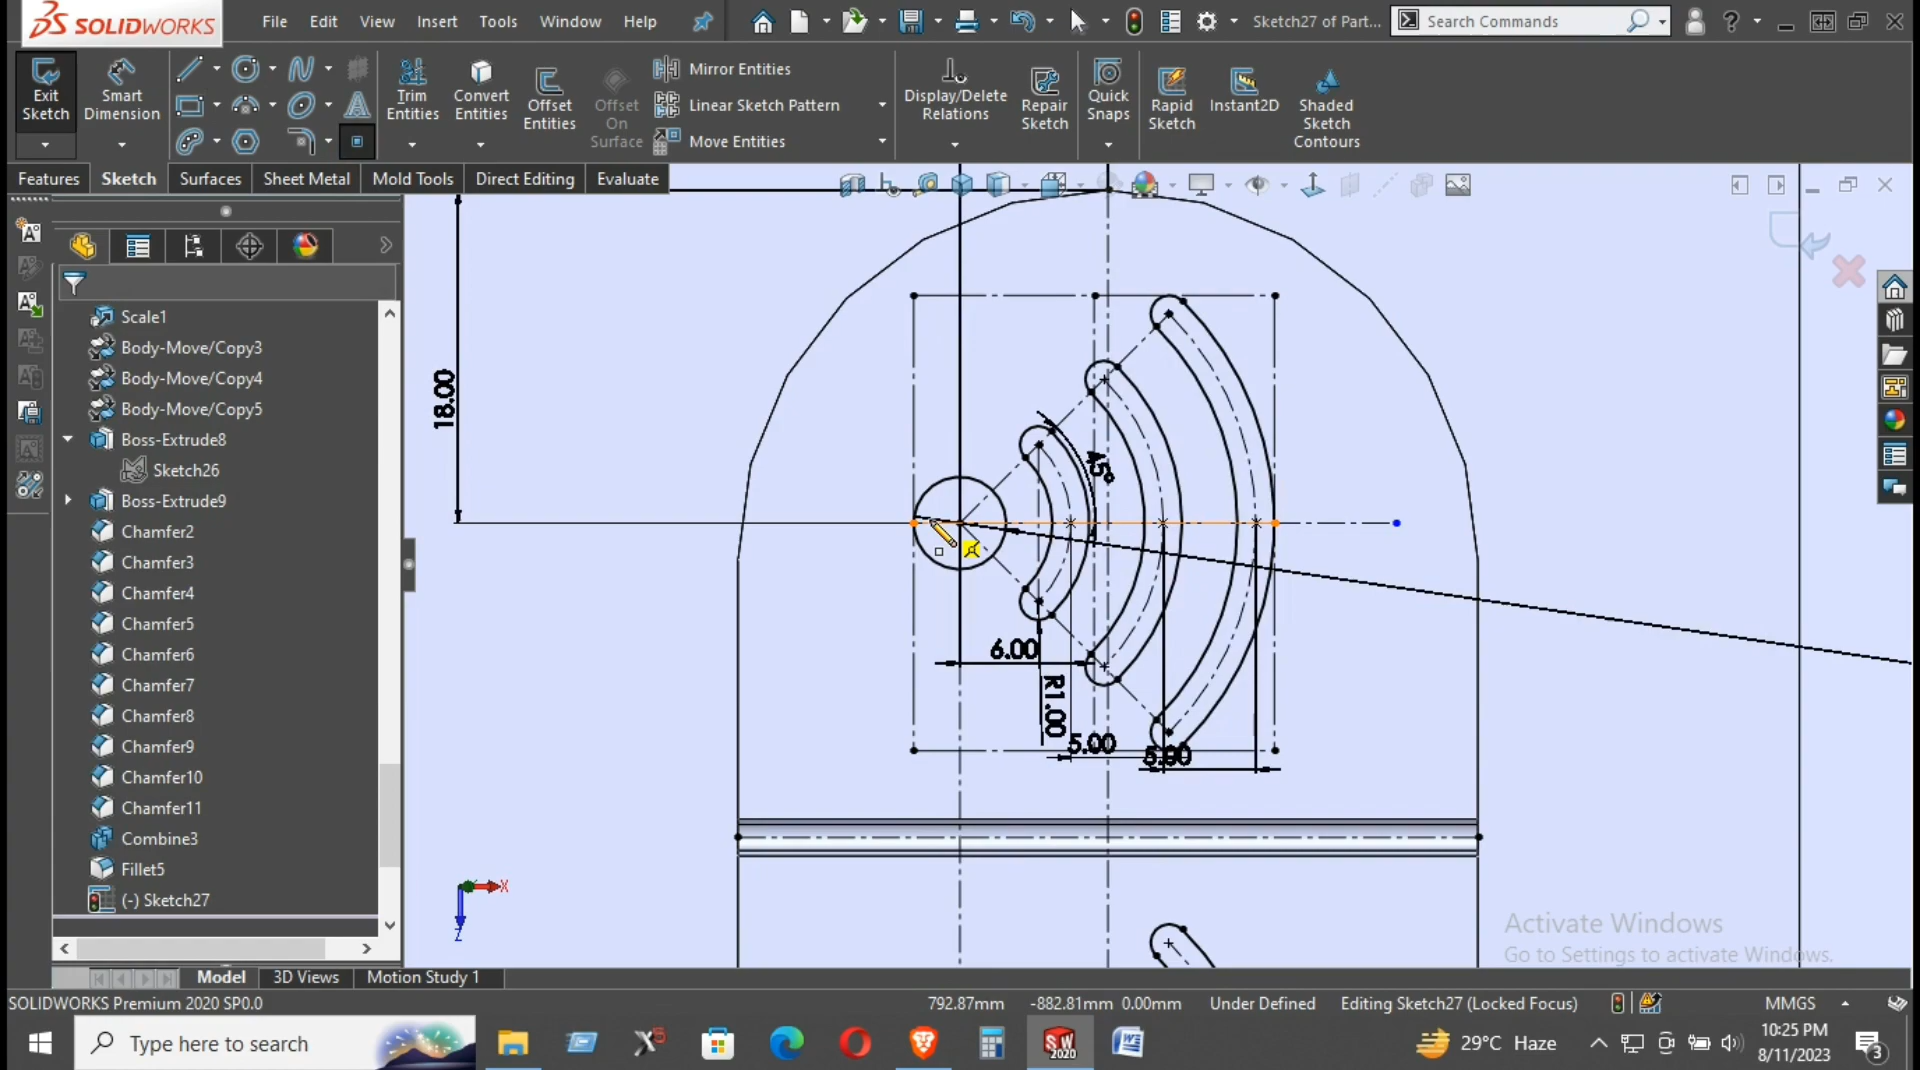 SOLIDWORKS File Edit View Insert Tools Window Help Sketch27 of Part... Search Commands ?
Exit Sketch
Smart Dimension
Trim Entities
Convert Entities
Offset Entities
Offset On Surface
Mirror Entities
Linear Sketch Pattern
Move Entities
Display/Delete Relations
Repair Sketch
Quick Snaps
Rapid Sketch
Instant2D
Shaded Sketch Contours
Features Sketch Surfaces Sheet Metal Mold Tools Direct Editing Evaluate
Scale1
Body-Move/Copy3
Body-Move/Copy4
Body-Move/Copy5
Boss-Extrude8
Sketch26
Boss-Extrude9
Chamfer2
Chamfer3
Chamfer4
Chamfer5
Chamfer6
Chamfer7
Chamfer8
Chamfer9
Chamfer10
Chamfer11
Combine3
Fillet5
(-) Sketch27
18.00
45°
6.00
R1.00
5.00
5.00
X
Z
Activate Windows
Go to Settings to activate Windows.
Model 3D Views Motion Study 1
SOLIDWORKS Premium 2020 SP0.0 792.87mm -882.81mm 0.00mm Under Defined Editing Sketch27 (Locked Focus) MMGS
Type here to search
SW 2020
29°C Haze
10:25 PM
8/11/2023
3